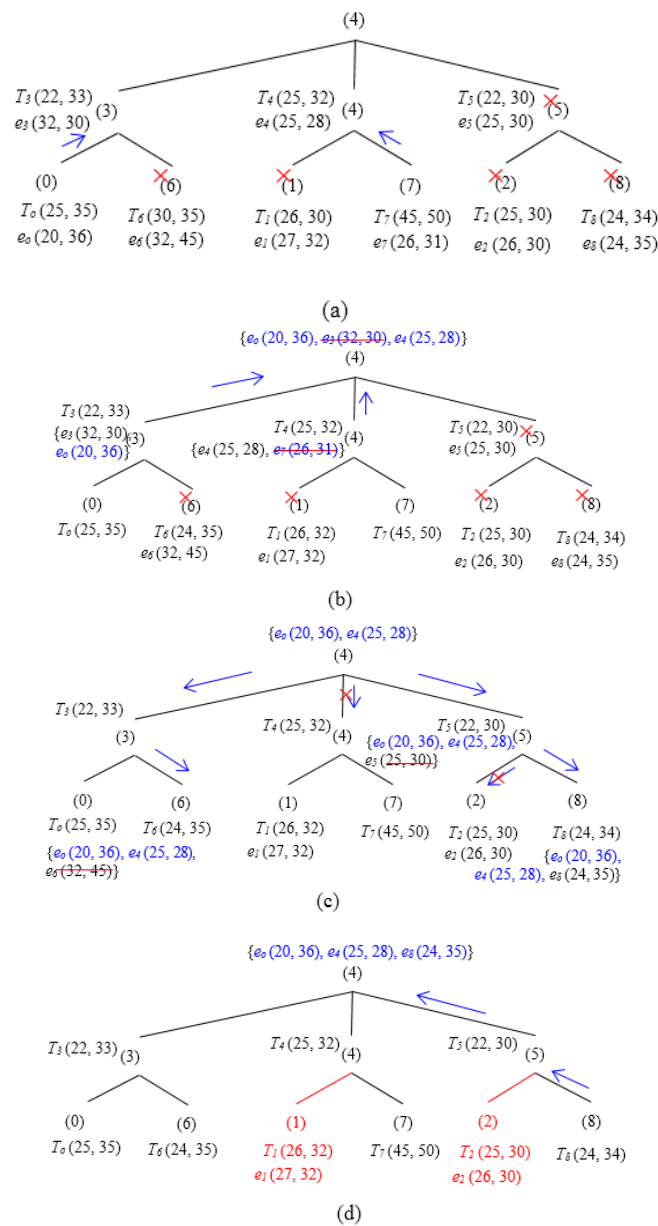 (4)
T₃ (22, 33) T₄ (25, 32) T₅ (22, 30)
(3) (4) (5)
e₃ (32, 30) e₄ (25, 28) e₅ (25, 30)
(0) (6) (1) (7) (2) (8)
T₀ (25, 35) T₆ (30, 35) T₁ (26, 30) T₇ (45, 50) T₂ (25, 30) T₈ (24, 34)
e₀ (20, 36) e₆ (32, 45) e₁ (27, 32) e₇ (26, 31) e₂ (26, 30) e₈ (24, 35)
(a)
{e₀ (20, 36), e₃ (32, 30), e₄ (25, 28)}
(4)
T₃ (22, 33) T₄ (25, 32) T₅ (22, 30)
{e₃ (32, 30), (3) (4) (5)
e₀ (20, 36)} {e₄ (25, 28), e₇ (26, 31)} e₅ (25, 30)
(0) (6) (1) (7) (2) (8)
T₀ (25, 35) T₆ (24, 35) T₁ (26, 32) T₇ (45, 50) T₂ (25, 30) T₈ (24, 34)
e₆ (32, 45) e₁ (27, 32) e₂ (26, 30) e₈ (24, 35)
(b)
{e₀ (20, 36), e₄ (25, 28)}
(4)
T₃ (22, 33) T₄ (25, 32) T₅ (22, 30)
(3) (4) (5)
{e₀ (20, 36), e₄ (25, 28),
e₅ (25, 30)}
(0) (6) (1) (7) (2) (8)
T₀ (25, 35) T₆ (24, 35) T₁ (26, 32) T₇ (45, 50) T₂ (25, 30) T₈ (24, 34)
{e₀ (20, 36), e₄ (25, 28), e₁ (27, 32) e₂ (26, 30) {e₀ (20, 36),
e₆ (32, 45)} e₄ (25, 28), e₈ (24, 35)}
(c)
{e₀ (20, 36), e₄ (25, 28), e₈ (24, 35)}
(4)
T₃ (22, 33) (3) T₄ (25, 32) (4) T₅ (22, 30) (5)
(0) (6) (1) (7) (2) (8)
T₀ (25, 35) T₆ (24, 35) T₁ (26, 32) T₇ (45, 50) T₂ (25, 30) T₈ (24, 34)
e₁ (27, 32) e₂ (26, 30)
(d)